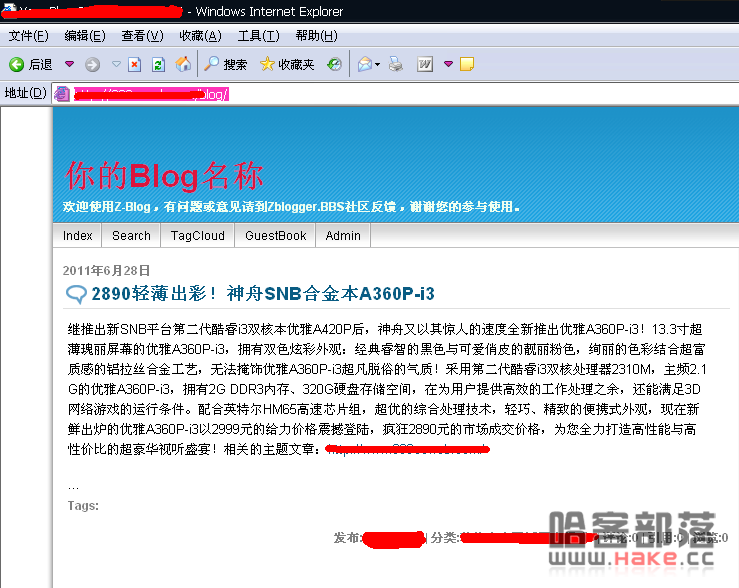 - Windows Internet Explorer
文件(F) 编辑(E) 查看(V) 收藏(A) 工具(T) 帮助(H)
后退 搜索 收藏夹 W
地址(D) /blog/
你的Blog名称
欢迎使用Z-Blog，有问题或意见请到Zblogger.BBS社区反馈，谢谢您的参与使用。
Index Search TagCloud GuestBook Admin
2011年6月28日
2890轻薄出彩！神舟SNB合金本A360P-i3
继推出新SNB平台第二代酷睿i3双核本优雅A420P后，神舟又以其惊人的速度全新推出优雅A360P-i3！13.3寸超
薄瑰丽屏幕的优雅A360P-i3，拥有双色炫彩外观：经典睿智的黑色与可爱俏皮的靓丽粉色，绚丽的色彩结合超富
质感的铝拉丝合金工艺，无法掩饰优雅A360P-i3超凡脱俗的气质！采用第二代酷睿i3双核处理器2310M，主频2.1
G的优雅A360P-i3，拥有2G DDR3内存、320G硬盘存储空间，在为用户提供高效的工作处理之余，还能满足3D
网络游戏的运行条件。配合英特尔HM65高速芯片组，超优的综合处理技术，轻巧、精致的便携式外观，现在新
鲜出炉的优雅A360P-i3以2999元的给力价格震撼登陆，疯狂2890元的市场成交价格，为您全力打造高性能与高
性价比的超豪华视听盛宴！相关的主题文章：
...
Tags:
发布: | 分类: | 评论:0 | 引用:0 | 浏览:0
哈客部落
www.HAKE.cc